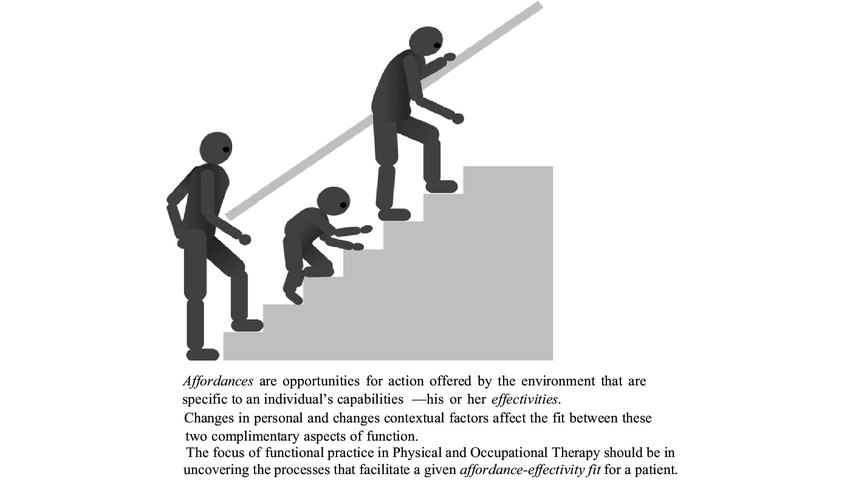 Affordances are opportunities for action offered by the environment that are
specific to an individual's capabilities —his or her effectivities.
Changes in personal and changes contextual factors affect the fit between these
two complimentary aspects of function.
The focus of functional practice in Physical and Occupational Therapy should be in
uncovering the processes that facilitate a given affordance-effectivity fit for a patient.